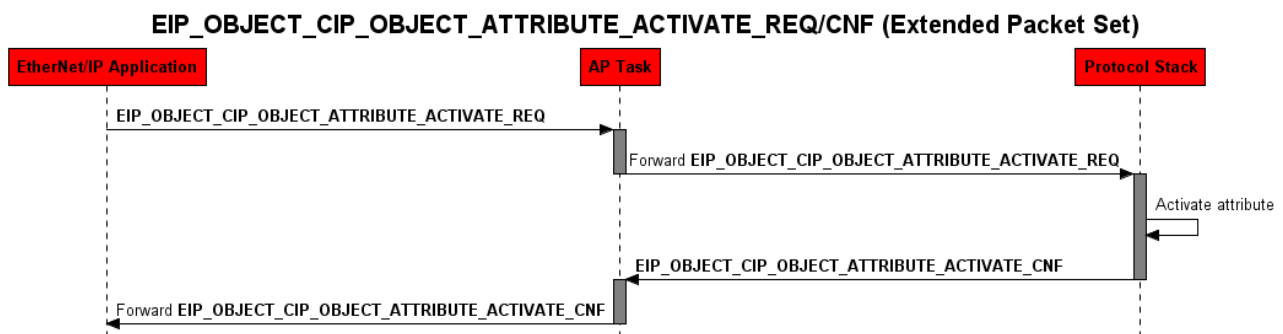 EIP_OBJECT_CIP_OBJECT_ATTRIBUTE_ACTIVATE_REQ/CNF (Extended Packet Set)
EtherNet/IP Application AP Task Protocol Stack
EIP_OBJECT_CIP_OBJECT_ATTRIBUTE_ACTIVATE_REQ
Forward EIP_OBJECT_CIP_OBJECT_ATTRIBUTE_ACTIVATE_REQ
Activate attribute
EIP_OBJECT_CIP_OBJECT_ATTRIBUTE_ACTIVATE_CNF
Forward EIP_OBJECT_CIP_OBJECT_ATTRIBUTE_ACTIVATE_CNF